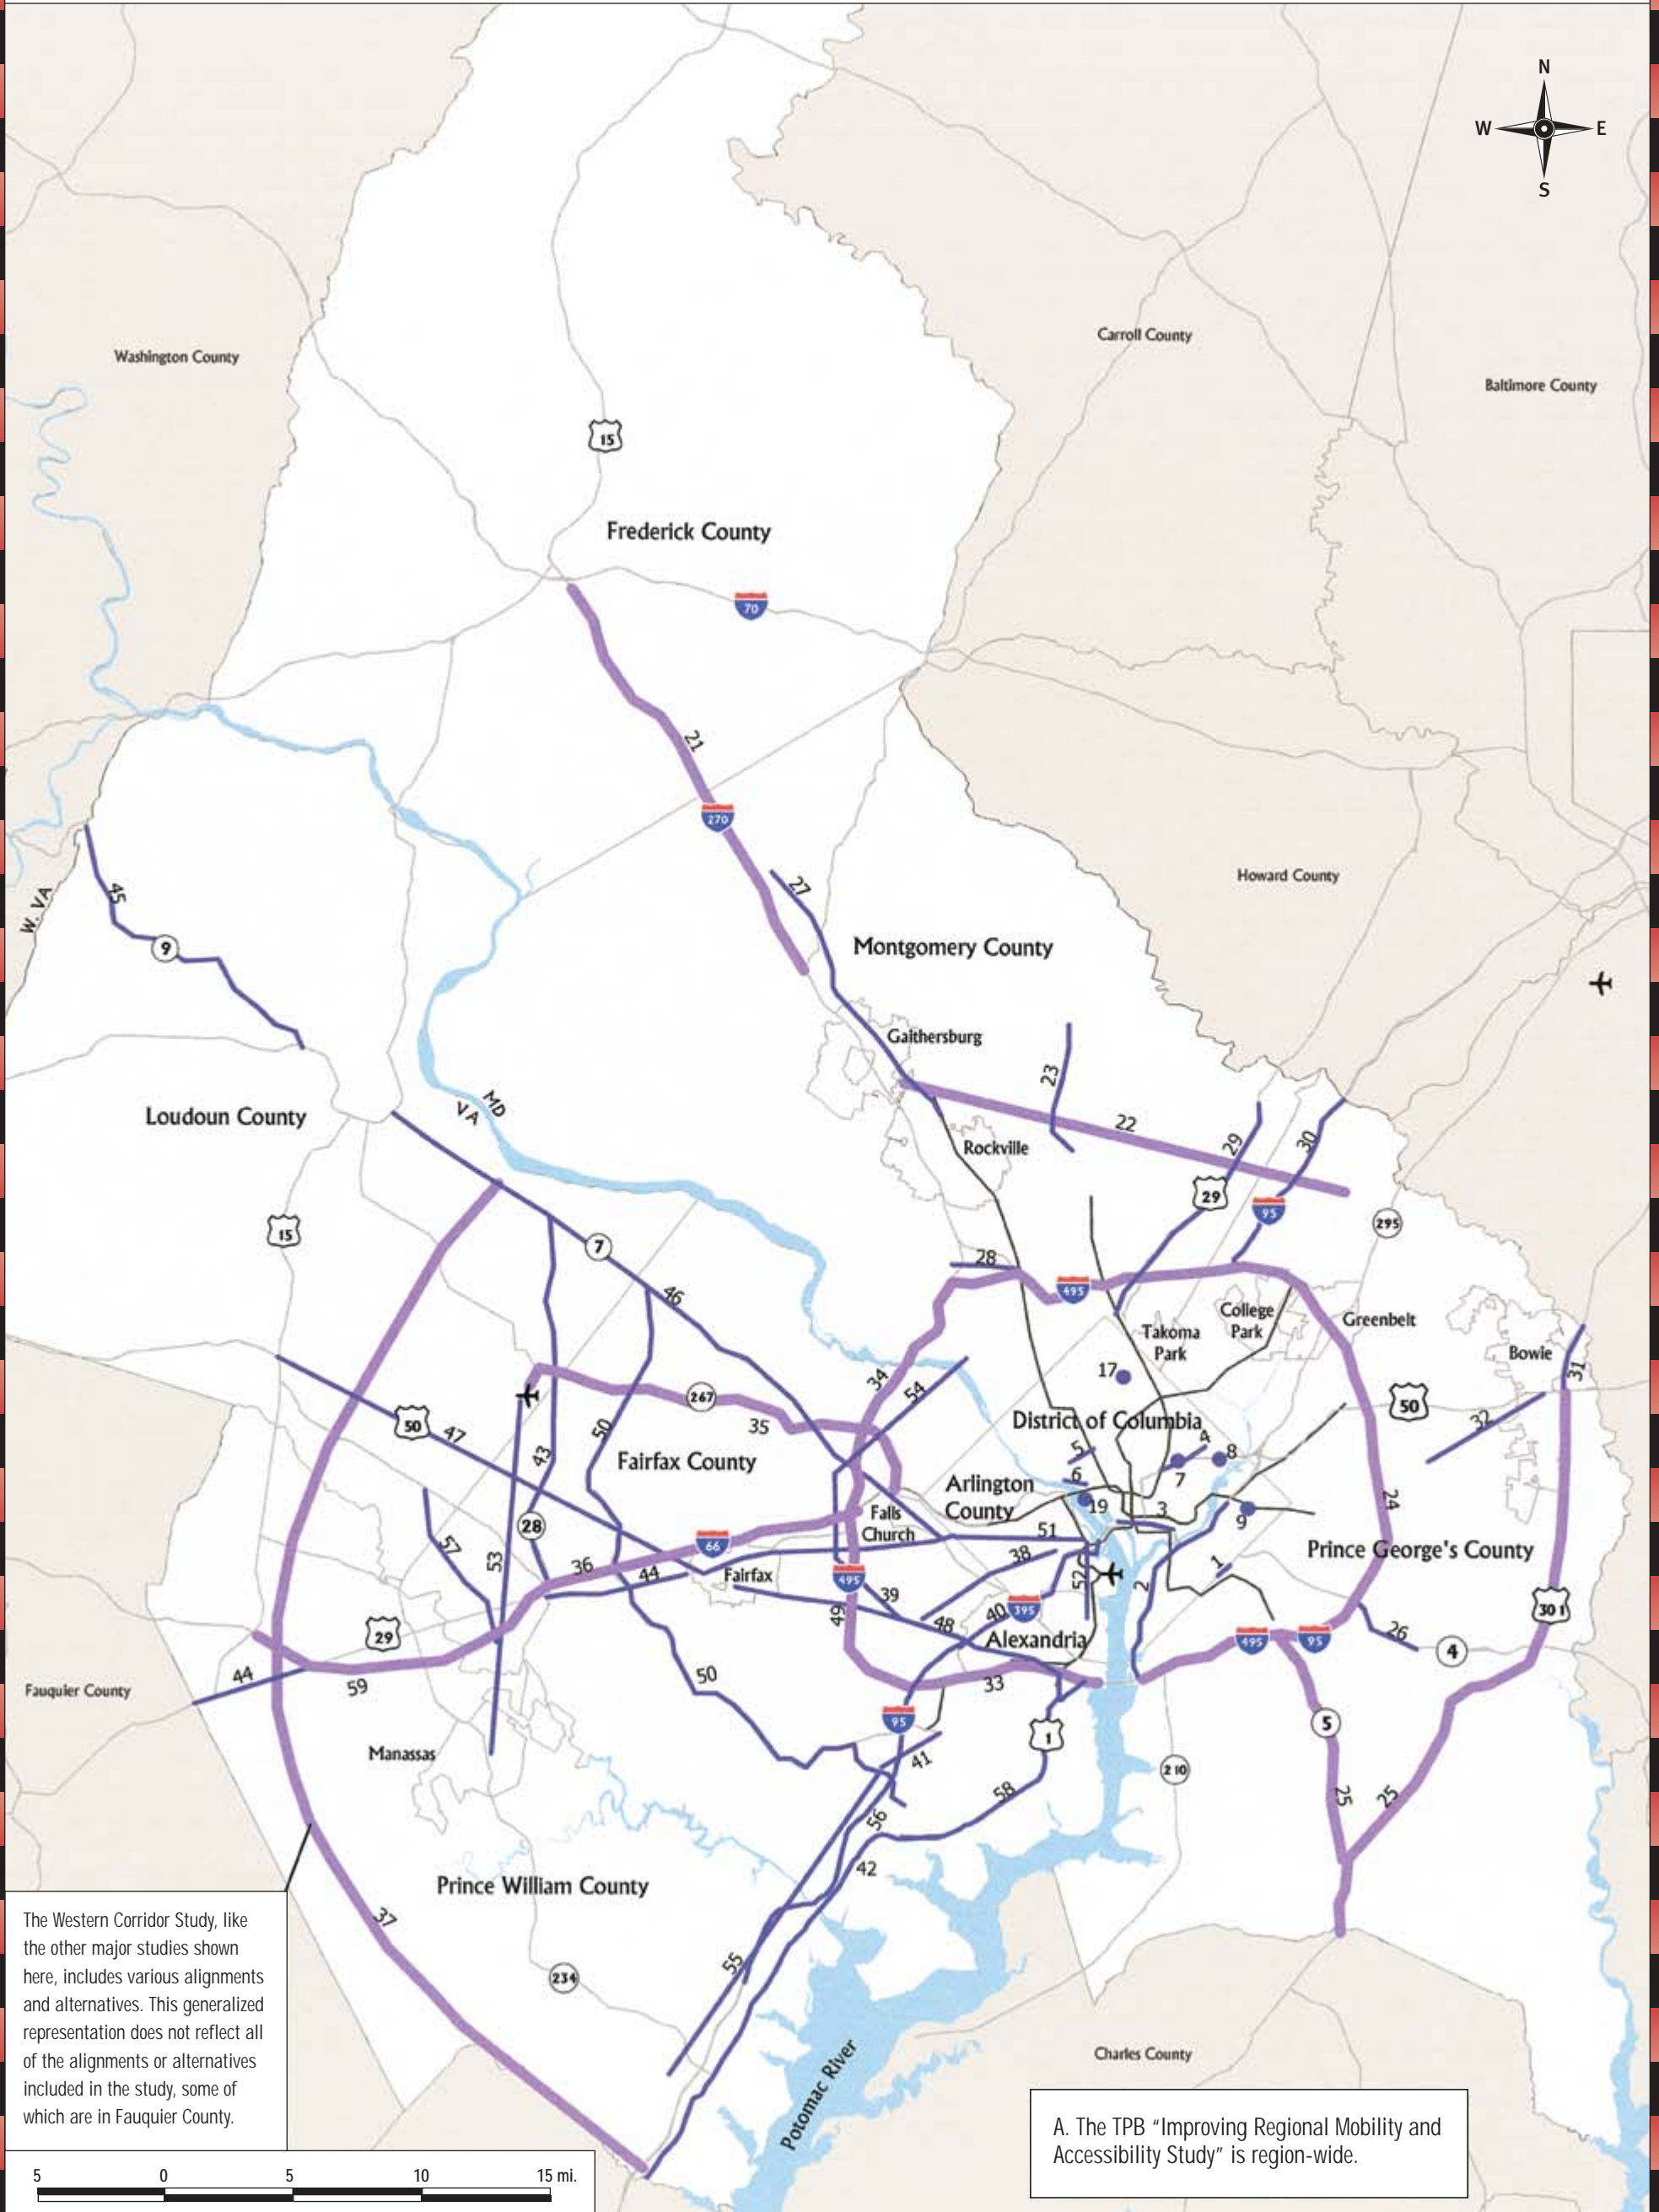 N
W E
S
Washington County
Carroll County
Baltimore County
15
Frederick County
70
21
270
Howard County
27
45
W. VA
9
Montgomery County
Gaithersburg
23
MD
VA
Loudoun County
22
29
30
Rockville
29
95
295
15
7
28
495
46
College
Park
Greenbelt
Takoma
Park
Bowie
31
17
34
54
267
50
50
32
35
47
50
District of Columbia
43
Fairfax County
5
4
8
6
7
Arlington
County
24
19
3
9
Falls
Church
28
51
57
53
66
38
Prince George's County
36
44
Fairfax
495
52
1
2
39
49
48
40
395
301
29
Alexandria
26
4
495
95
44
59
50
33
Fauquier County
95
1
5
Manassas
41
210
58
25
25
56
42
Prince William County
37
55
234
The Western Corridor Study, like
the other major studies shown
here, includes various alignments
and alternatives. This generalized
representation does not reflect all
of the alignments or alternatives
included in the study, some of
which are in Fauquier County.
Potomac River
Charles County
A. The TPB “Improving Regional Mobility and
Accessibility Study” is region-wide.
5 0 5 10 15 mi.